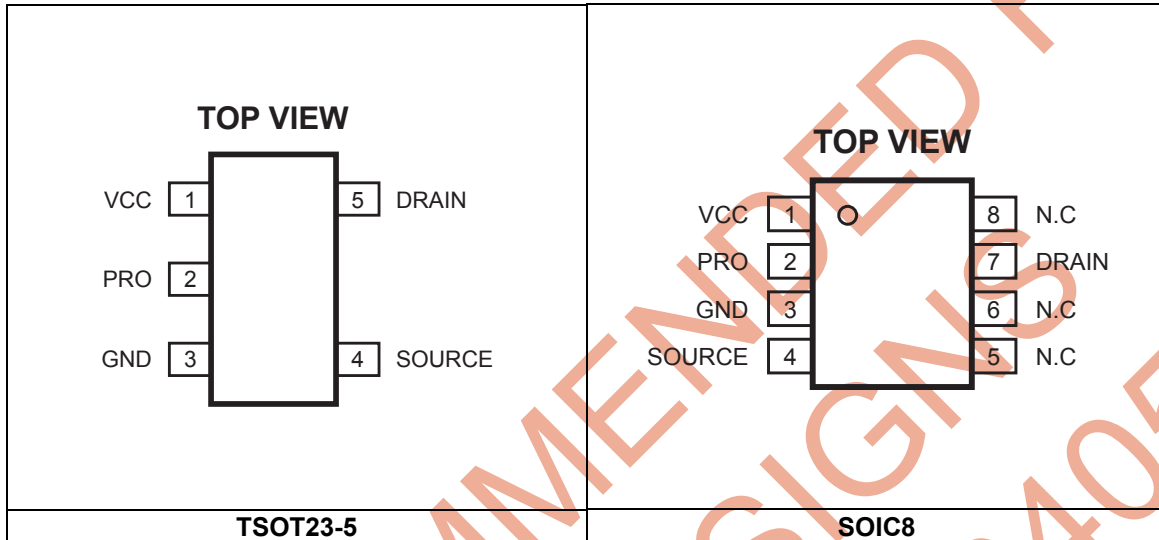 TOP VIEW
VCC 1
5 DRAIN
PRO 2
GND 3
4 SOURCE
TSOT23-5
TOP VIEW
VCC 1
8 N.C
PRO 2
7 DRAIN
GND 3
6 N.C
SOURCE 4
5 N.C
SOIC8